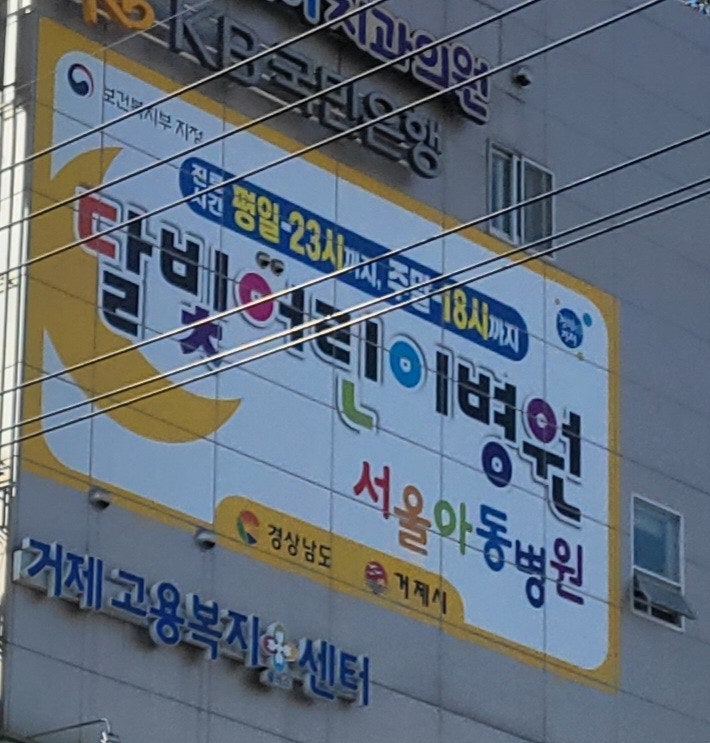 치과의원
KB국민은행
보건복지부 지정
진료
시간
평일-23시까지, 주말 18시까지
달빛어린이병원
서울아동병원
경상남도
거제시
거제고용복지센터